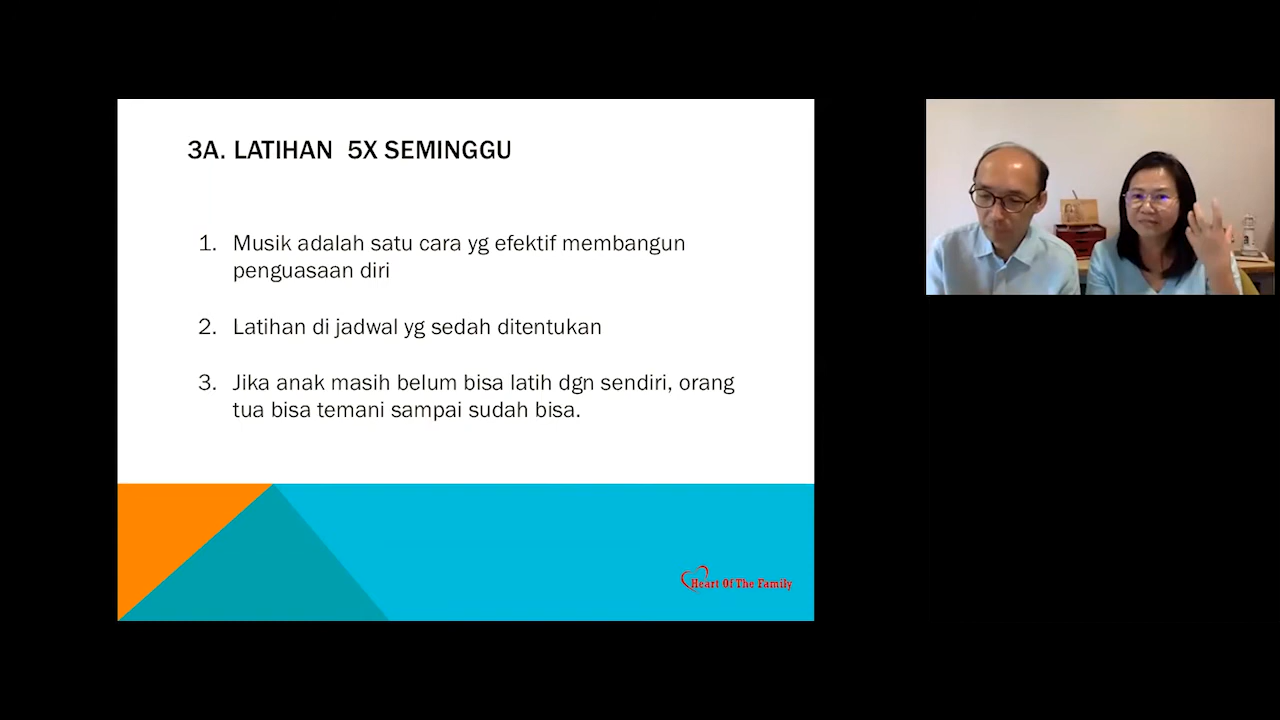 3A. LATIHAN 5X SEMINGGU
1. Musik adalah satu cara yg efektif membangun
penguasaan diri
2. Latihan di jadwal yg sedah ditentukan
3. Jika anak masih belum bisa latih dgn sendiri, orang
tua bisa temani sampai sudah bisa.
Heart Of The Family